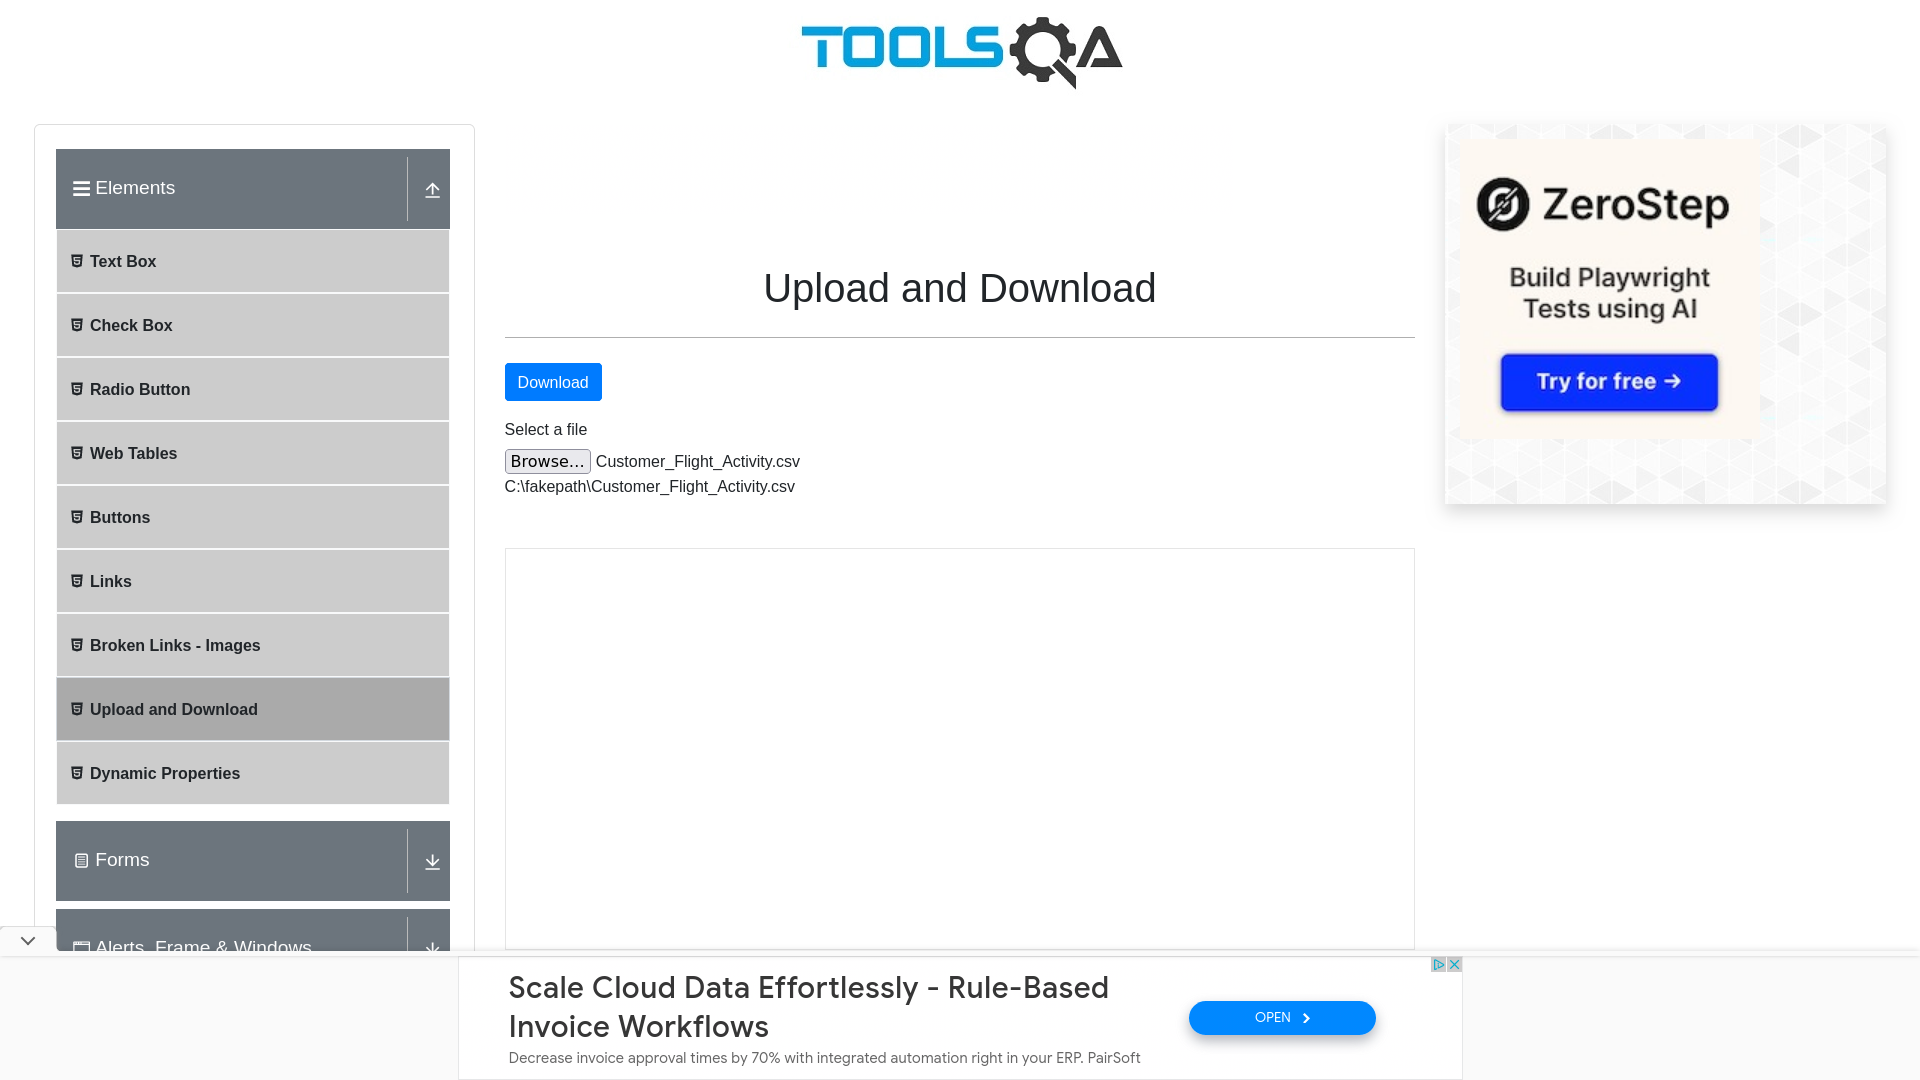 TOOLSQA
Elements
Text Box
Check Box
Radio Button
Web Tables
Buttons
Links
Broken Links - Images
Upload and Download
Dynamic Properties
Forms
Alerts, Frame & Windows
Upload and Download
Download
Select a file
Browse... Customer_Flight_Activity.csv
C:\fakepath\Customer_Flight_Activity.csv
ZeroStep
Build Playwright
Tests using AI
Try for free →
Scale Cloud Data Effortlessly - Rule-Based
Invoice Workflows
Decrease invoice approval times by 70% with integrated automation right in your ERP. PairSoft
OPEN